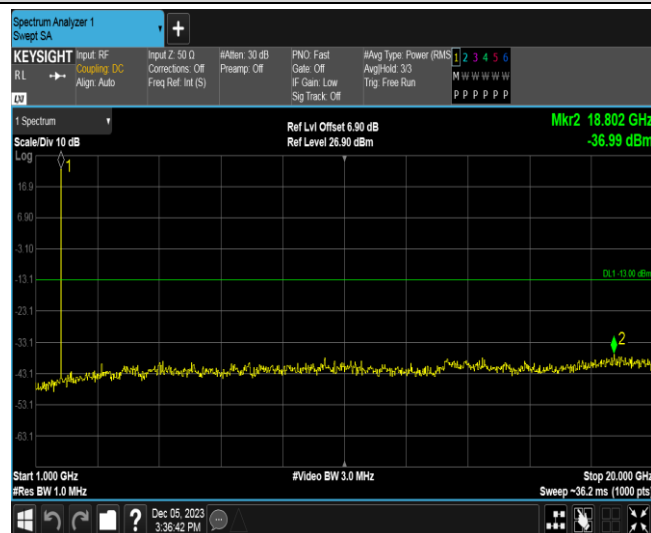 Spectrum Analyzer 1
Swept SA
+
KEYSIGHT
RL
Input: RF
Coupling: DC
Align: Auto
Input Z: 50 Ω
Corrections: Off
Freq Ref: Int (S)
#Atten: 30 dB
Preamp: Off
PNO: Fast
Gate: Off
IF Gain: Low
Sig Track: Off
#Avg Type: Power (RMS
Avg|Hold: 3/3
Trig: Free Run
1 2 3 4 5 6
M W W W W W
P P P P P P
LXI
1 Spectrum
Scale/Div 10 dB
Ref Lvl Offset 6.90 dB
Ref Level 26.90 dBm
Mkr2 18.802 GHz
-36.99 dBm
Log
1
16.9
6.90
-3.10
-13.1
DL1 -13.00 dBm
-23.1
-33.1
2
-43.1
-53.1
-63.1
Start 1.000 GHz
#Video BW 3.0 MHz
Stop 20.000 GHz
#Res BW 1.0 MHz
Sweep ~36.2 ms (1000 pts)
?
Dec 05, 2023
3:36:42 PM